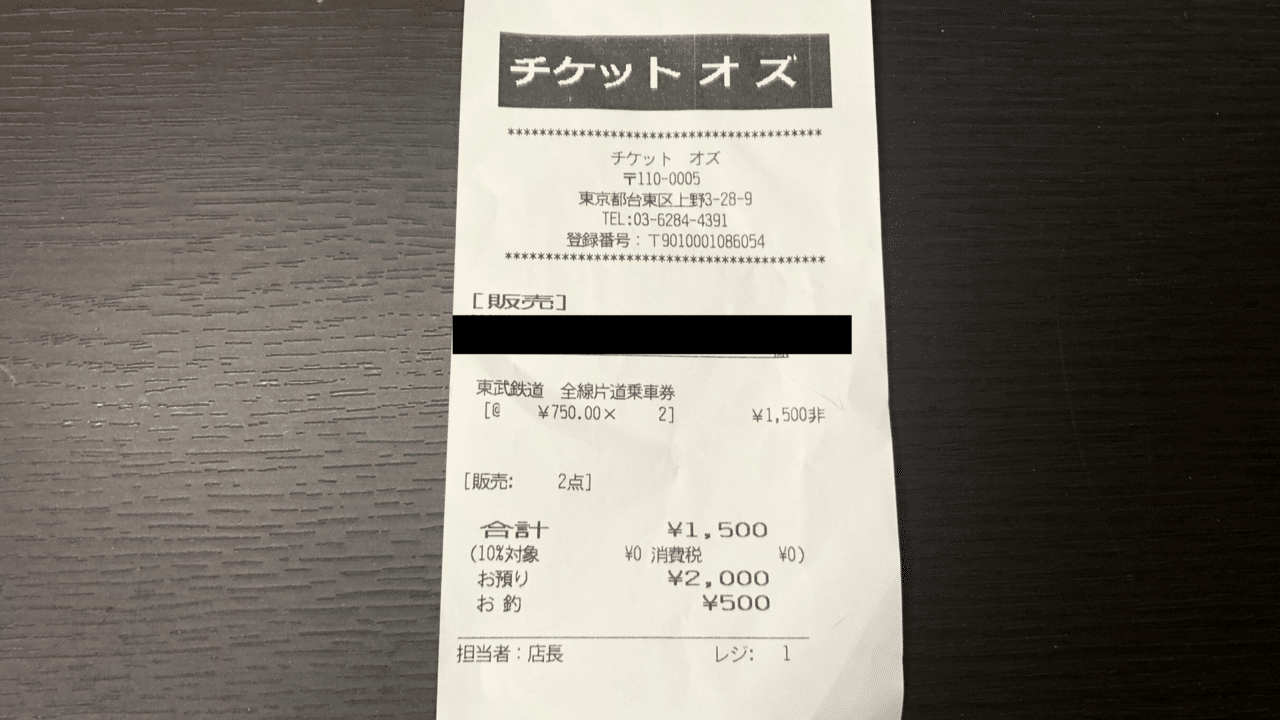 チケットオズ
***************************************
チケット　オズ
〒110-0005
東京都台東区上野3-28-9
TEL:03-6284-4391
登録番号：T9010001086054
****************************************
[販売]
東武鉄道　全線片道乗車券
[@　¥750.00×　2]　¥1,500非
[販売:　2点]
合計　¥1,500
(10%対象　¥0 消費税　¥0)
お預り　¥2,000
お 釣　¥500
担当者：店長　レジ:　1